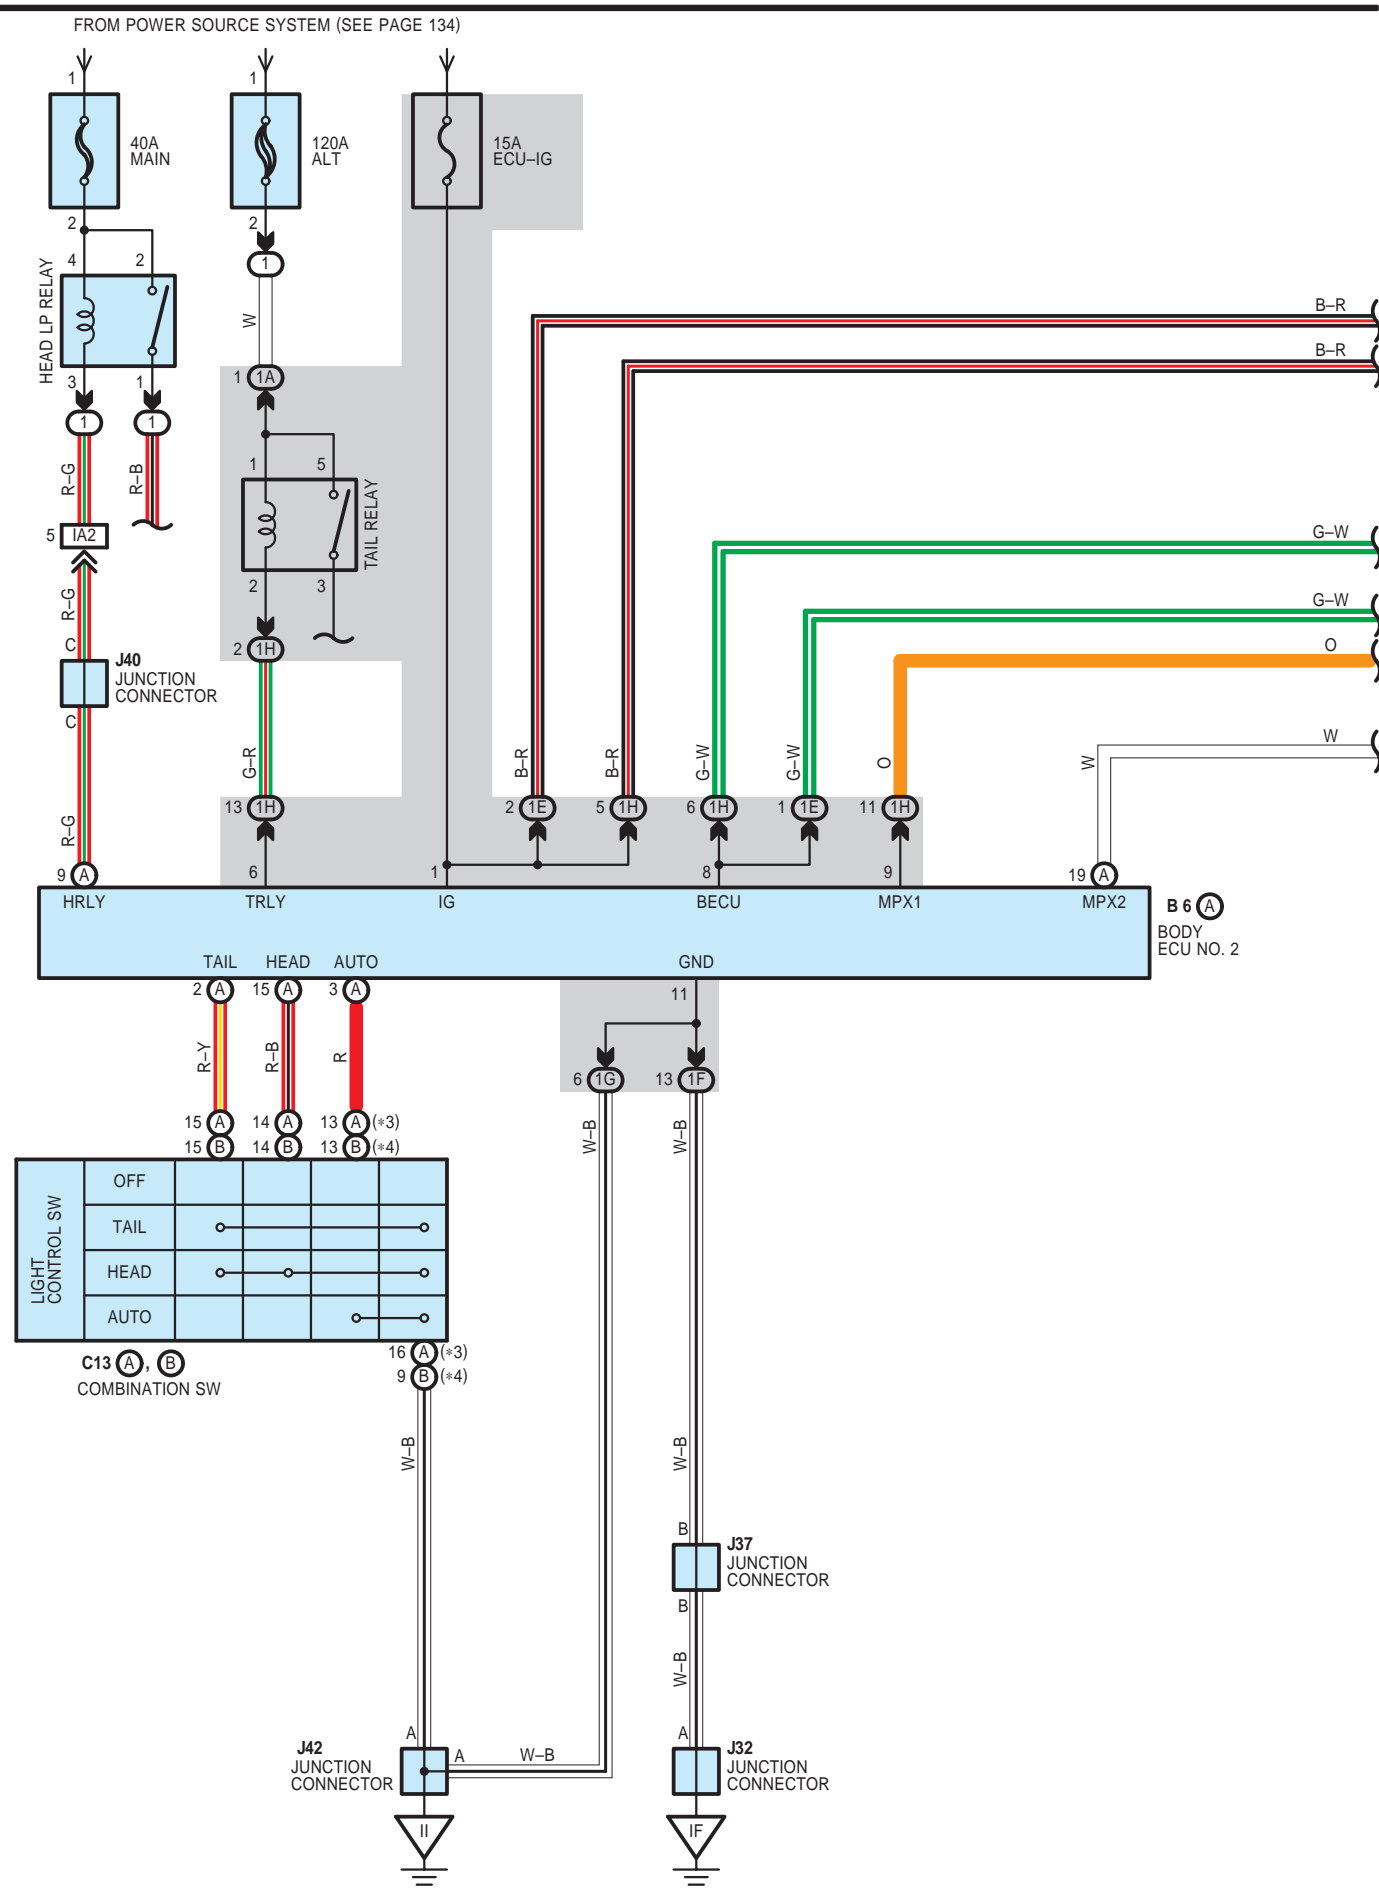 FROM POWER SOURCE SYSTEM (SEE PAGE 134)
1 1
40A
MAIN
120A
ALT
15A
ECU–IG
2 2
1
4 2
HEAD LP RELAY
W
3 1
1 1
1 1A
B–R
B–R
R–G
R–B
1 5
TAIL RELAY
5 IA2
2 3
G–W
R–G
G–W
C
2 1H
O
J40
JUNCTION
CONNECTOR
C
W
G–R
B–R
B–R
G–W
G–W
O
W
R–G
13 1H
2 1E
5 1H
6 1H
1 1E
11 1H
9 A
6
1
8
9
19 A
HRLY TRLY IG BECU MPX1 MPX2
B 6 A
BODY
ECU NO. 2
TAIL HEAD AUTO GND
2 A 15 A 3 A
11
R–Y
R–B
R
6 1G 13 1F
15 A 14 A 13 A (*3)
15 B 14 B 13 B (*4)
W–B
W–B
LIGHT
CONTROL SW
OFF
TAIL
HEAD
AUTO
16 A (*3)
9 B (*4)
C13 A, B
COMBINATION SW
W–B
W–B
B
J37
JUNCTION
CONNECTOR
B
W–B
A
A
J42
JUNCTION
CONNECTOR
A W–B
J32
JUNCTION
CONNECTOR
II
IF